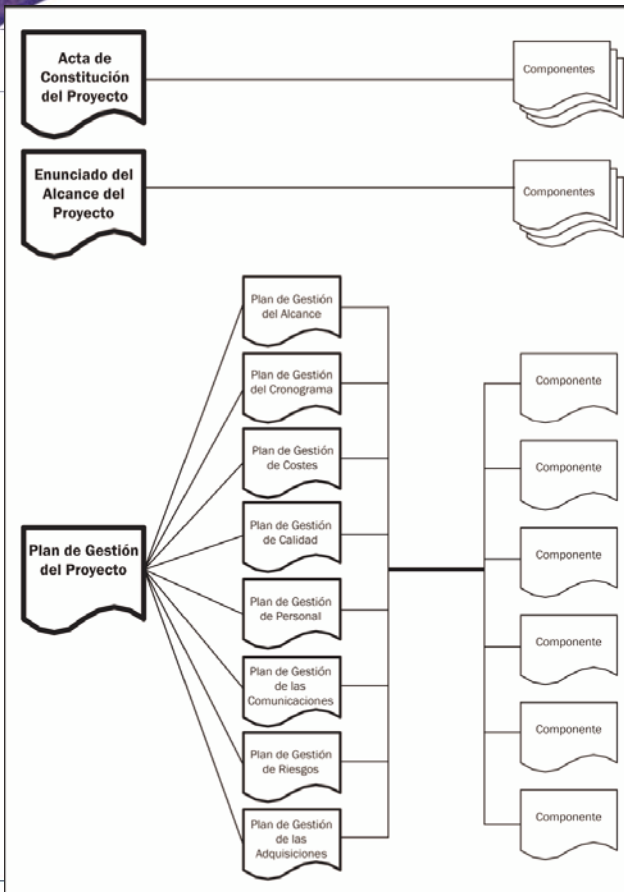 Acta de
Constitución
del Proyecto
Componentes
Enunciado del
Alcance del
Proyecto
Componentes
Plan de Gestión
del Proyecto
Plan de Gestión
del Alcance
Plan de Gestión
del Cronograma
Plan de Gestión
de Costes
Plan de Gestión
de Calidad
Plan de Gestión
de Personal
Plan de Gestión
de las
Comunicaciones
Plan de Gestión
de Riesgos
Plan de Gestión
de las
Adquisiciones
Componente
Componente
Componente
Componente
Componente
Componente